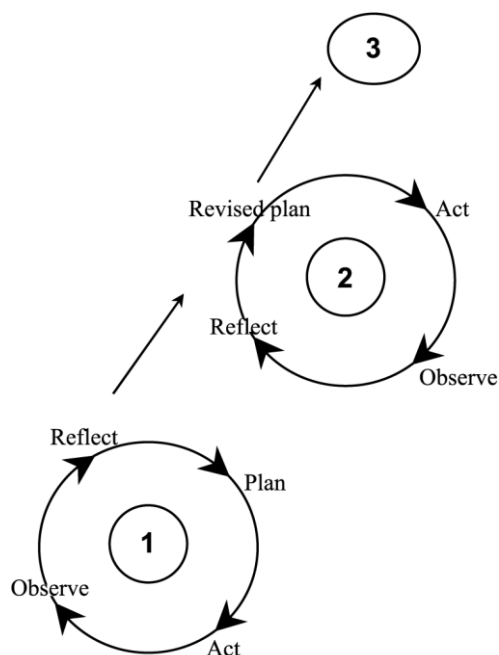 3
Revised plan
Act
2
Reflect
Observe
Reflect
Plan
1
Observe
Act